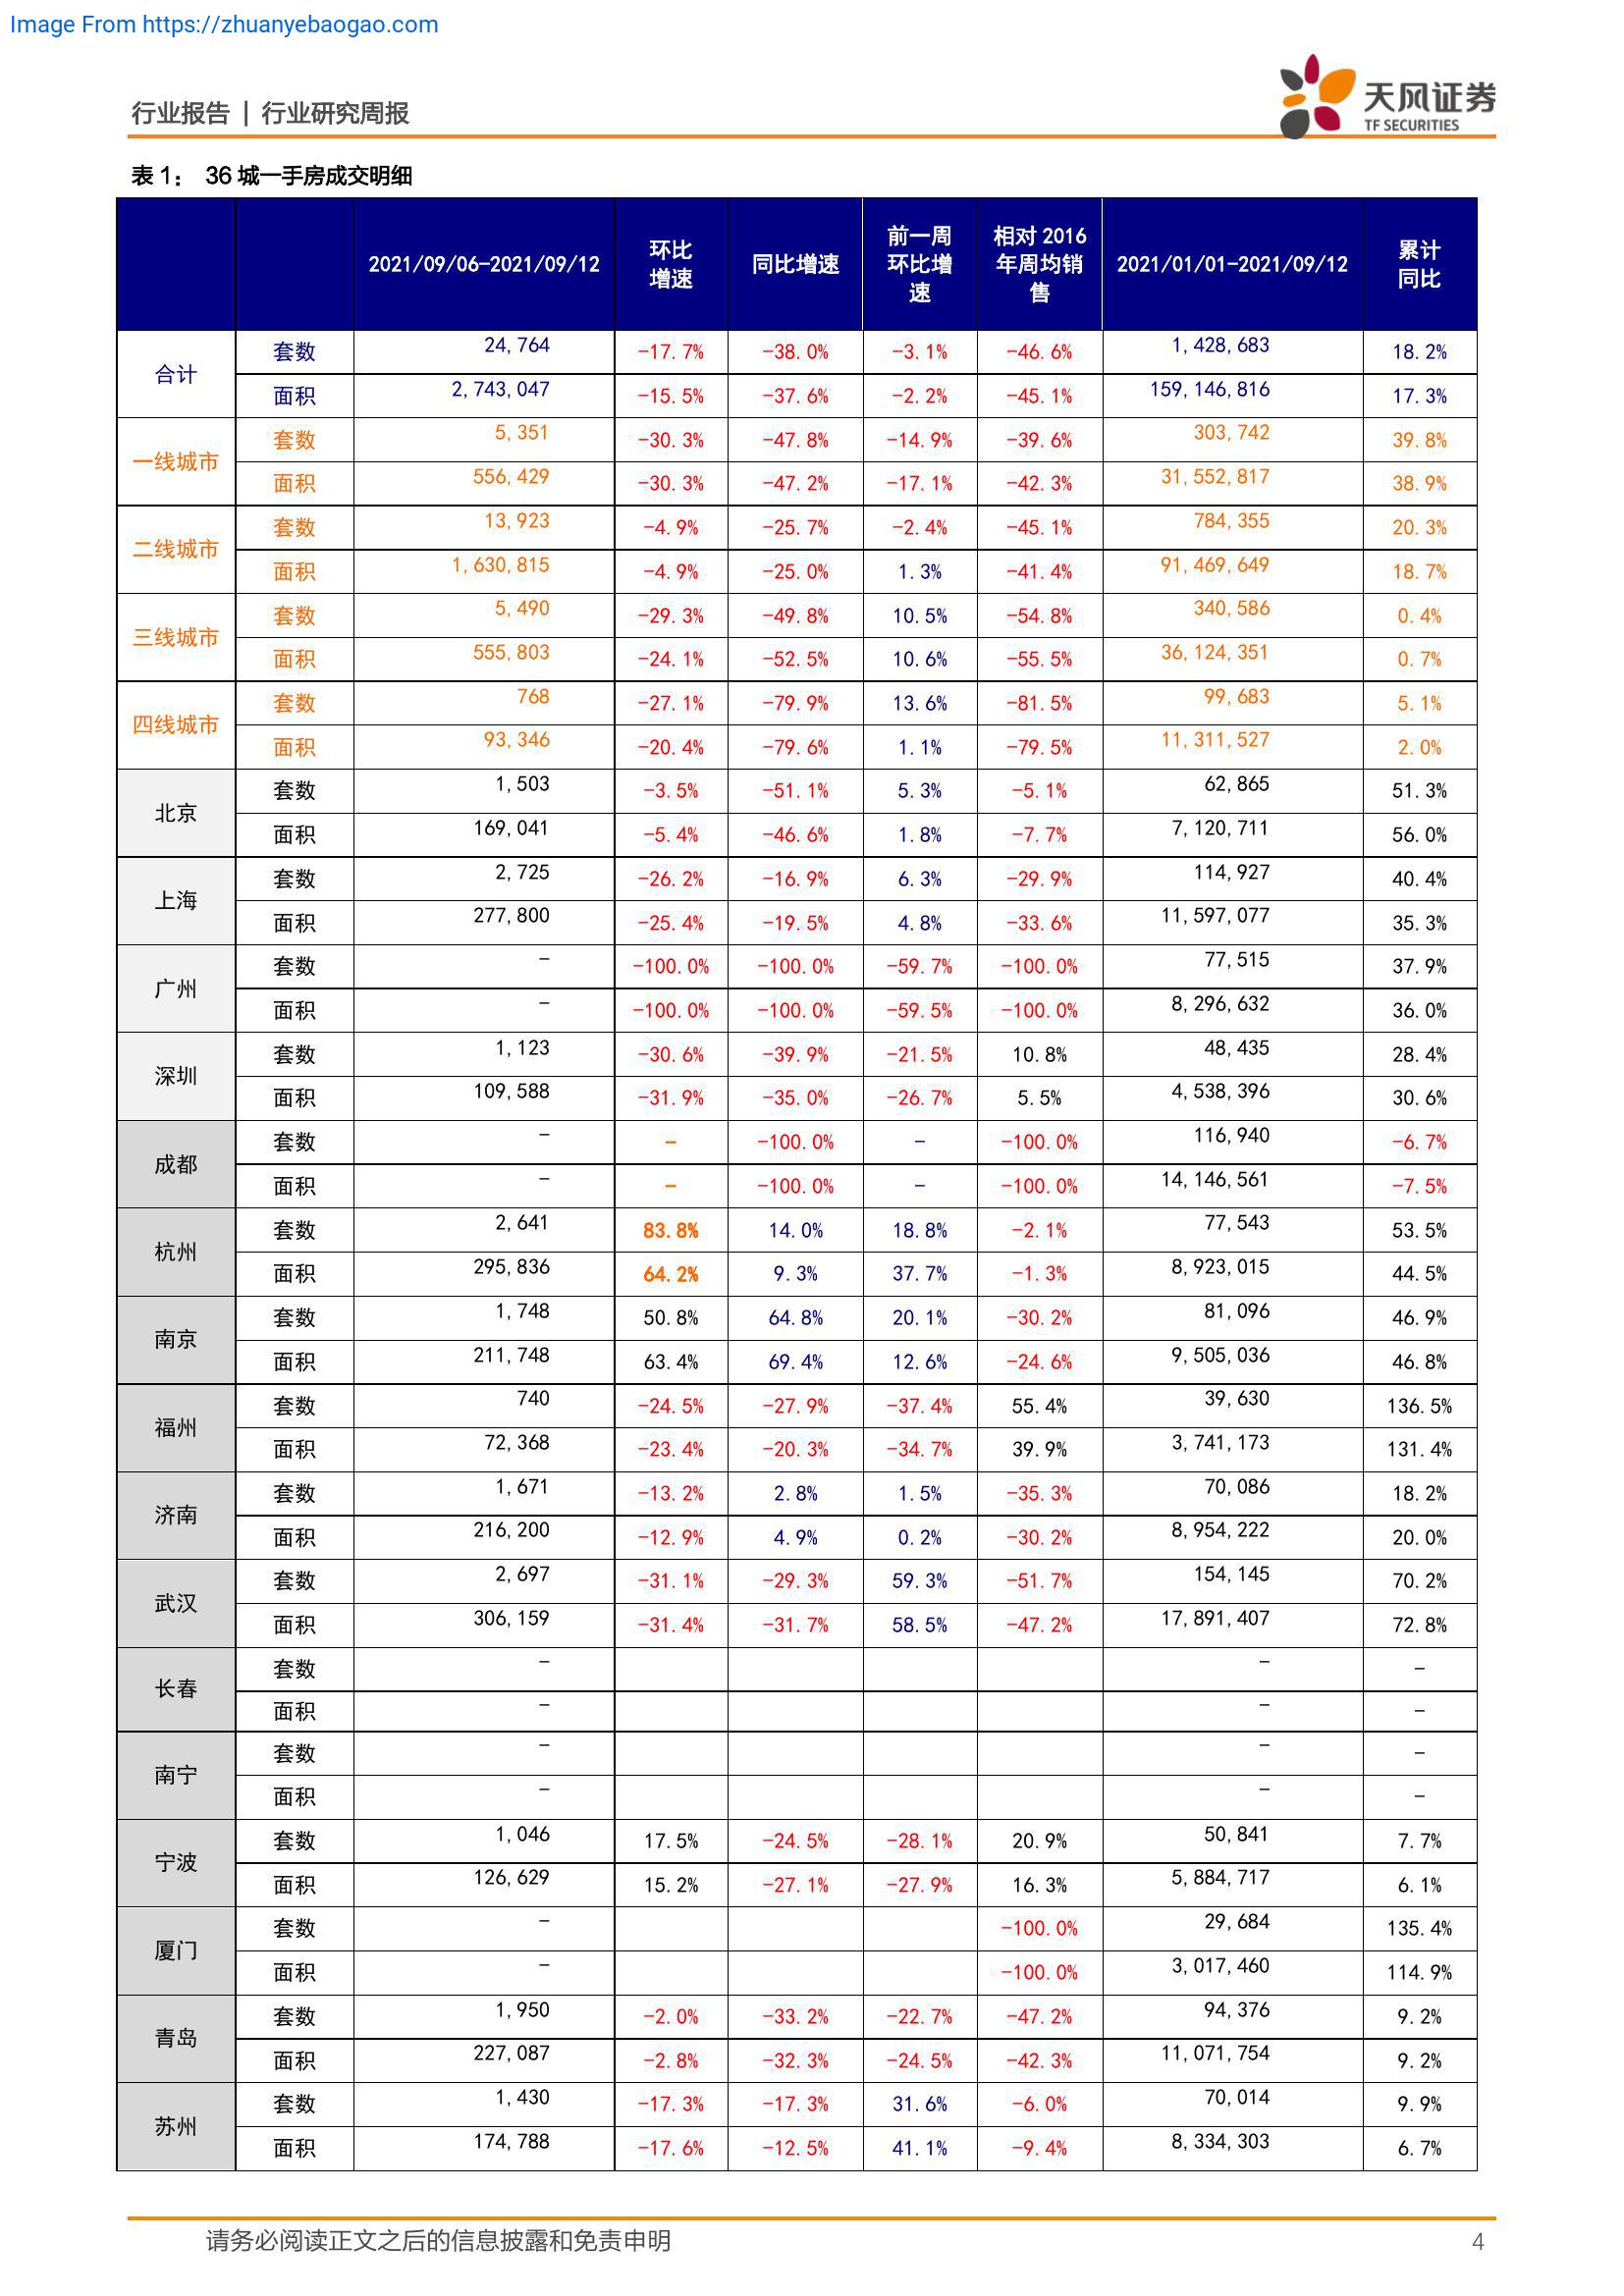 Image From https://zhuanyebaogao.com
行业报告 | 行业研究周报
天风证券
TF SECURITIES
表 1： 36 城一手房成交明细
2021/09/06-2021/09/12 环比增速 同比增速 前一周环比增速 相对 2016 年周均销售 2021/01/01-2021/09/12 累计同比
合计 套数 24,764 -17.7% -38.0% -3.1% -46.6% 1,428,683 18.2%
面积 2,743,047 -15.5% -37.6% -2.2% -45.1% 159,146,816 17.3%
一线城市 套数 5,351 -30.3% -47.8% -14.9% -39.6% 303,742 39.8%
面积 556,429 -30.3% -47.2% -17.1% -42.3% 31,552,817 38.9%
二线城市 套数 13,923 -4.9% -25.7% -2.4% -45.1% 784,355 20.3%
面积 1,630,815 -4.9% -25.0% 1.3% -41.4% 91,469,649 18.7%
三线城市 套数 5,490 -29.3% -49.8% 10.5% -54.8% 340,586 0.4%
面积 555,803 -24.1% -52.5% 10.6% -55.5% 36,124,351 0.7%
四线城市 套数 768 -27.1% -79.9% 13.6% -81.5% 99,683 5.1%
面积 93,346 -20.4% -79.6% 1.1% -79.5% 11,311,527 2.0%
北京 套数 1,503 -3.5% -51.1% 5.3% -5.1% 62,865 51.3%
面积 169,041 -5.4% -46.6% 1.8% -7.7% 7,120,711 56.0%
上海 套数 2,725 -26.2% -16.9% 6.3% -29.9% 114,927 40.4%
面积 277,800 -25.4% -19.5% 4.8% -33.6% 11,597,077 35.3%
广州 套数 - -100.0% -100.0% -59.7% -100.0% 77,515 37.9%
面积 - -100.0% -100.0% -59.5% -100.0% 8,296,632 36.0%
深圳 套数 1,123 -30.6% -39.9% -21.5% 10.8% 48,435 28.4%
面积 109,588 -31.9% -35.0% -26.7% 5.5% 4,538,396 30.6%
成都 套数 - - -100.0% - -100.0% 116,940 -6.7%
面积 - - -100.0% - -100.0% 14,146,561 -7.5%
杭州 套数 2,641 83.8% 14.0% 18.8% -2.1% 77,543 53.5%
面积 295,836 64.2% 9.3% 37.7% -1.3% 8,923,015 44.5%
南京 套数 1,748 50.8% 64.8% 20.1% -30.2% 81,096 46.9%
面积 211,748 63.4% 69.4% 12.6% -24.6% 9,505,036 46.8%
福州 套数 740 -24.5% -27.9% -37.4% 55.4% 39,630 136.5%
面积 72,368 -23.4% -20.3% -34.7% 39.9% 3,741,173 131.4%
济南 套数 1,671 -13.2% 2.8% 1.5% -35.3% 70,086 18.2%
面积 216,200 -12.9% 4.9% 0.2% -30.2% 8,954,222 20.0%
武汉 套数 2,697 -31.1% -29.3% 59.3% -51.7% 154,145 70.2%
面积 306,159 -31.4% -31.7% 58.5% -47.2% 17,891,407 72.8%
长春 套数 - - -
面积 - - -
南宁 套数 - - -
面积 - - -
宁波 套数 1,046 17.5% -24.5% -28.1% 20.9% 50,841 7.7%
面积 126,629 15.2% -27.1% -27.9% 16.3% 5,884,717 6.1%
厦门 套数 - -100.0% 29,684 135.4%
面积 - -100.0% 3,017,460 114.9%
青岛 套数 1,950 -2.0% -33.2% -22.7% -47.2% 94,376 9.2%
面积 227,087 -2.8% -32.3% -24.5% -42.3% 11,071,754 9.2%
苏州 套数 1,430 -17.3% -17.3% 31.6% -6.0% 70,014 9.9%
面积 174,788 -17.6% -12.5% 41.1% -9.4% 8,334,303 6.7%
请务必阅读正文之后的信息披露和免责申明 4